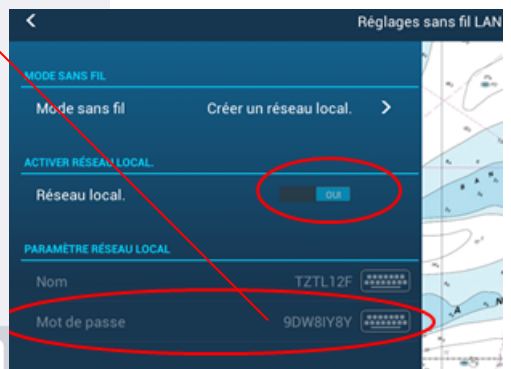 Réglages sans fil LAN
MODE SANS FIL
Mode sans fil Créer un réseau local.
ACTIVER RÉSEAU LOCAL.
Réseau local. OUI
PARAMÈTRE RÉSEAU LOCAL
Nom TZTL12F
Mot de passe 9DW8IY8Y